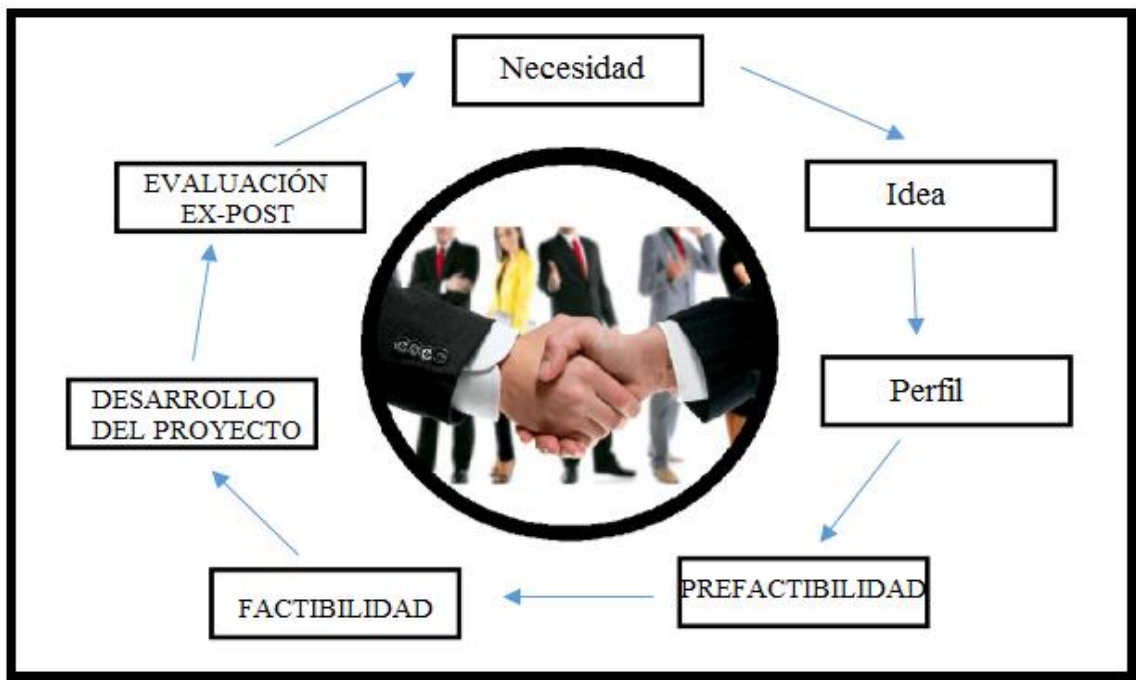 Necesidad
Idea
Perfil
PREFACTIBILIDAD
FACTIBILIDAD
DESARROLLO
DEL PROYECTO
EVALUACIÓN
EX-POST